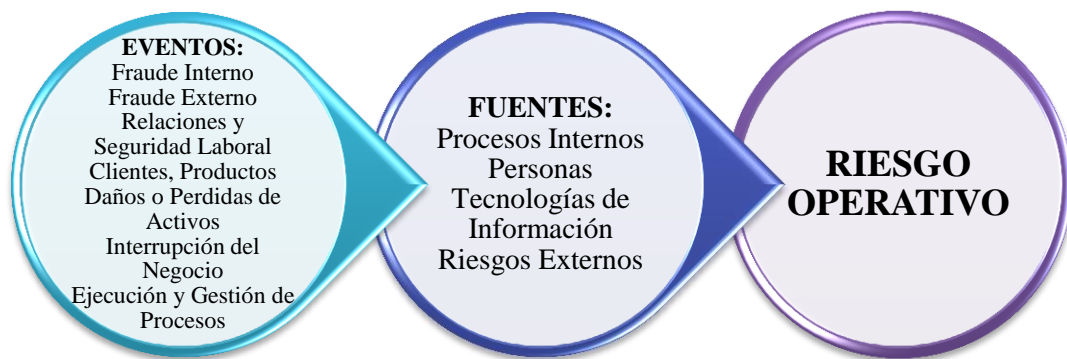 EVENTOS:
Fraude Interno
Fraude Externo
Relaciones y
Seguridad Laboral
Clientes, Productos
Daños o Perdidas de
Activos
Interrupción del
Negocio
Ejecución y Gestión de
Procesos
FUENTES:
Procesos Internos
Personas
Tecnologías de
Información
Riesgos Externos
RIESGO
OPERATIVO